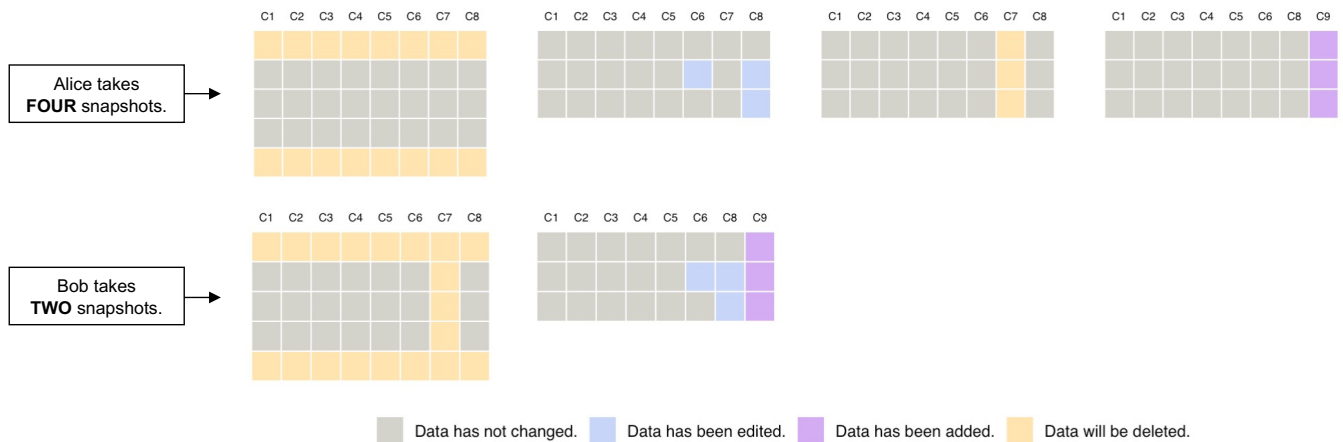 C1 C2 C3 C4 C5 C6 C7 C8
C1 C2 C3 C4 C5 C6 C7 C8
C1 C2 C3 C4 C5 C6 C7 C8
C1 C2 C3 C4 C5 C6 C8 C9
Alice takes
FOUR snapshots.
C1 C2 C3 C4 C5 C6 C7 C8
C1 C2 C3 C4 C5 C6 C8 C9
Bob takes
TWO snapshots.
Data has not changed. Data has been edited. Data has been added. Data will be deleted.